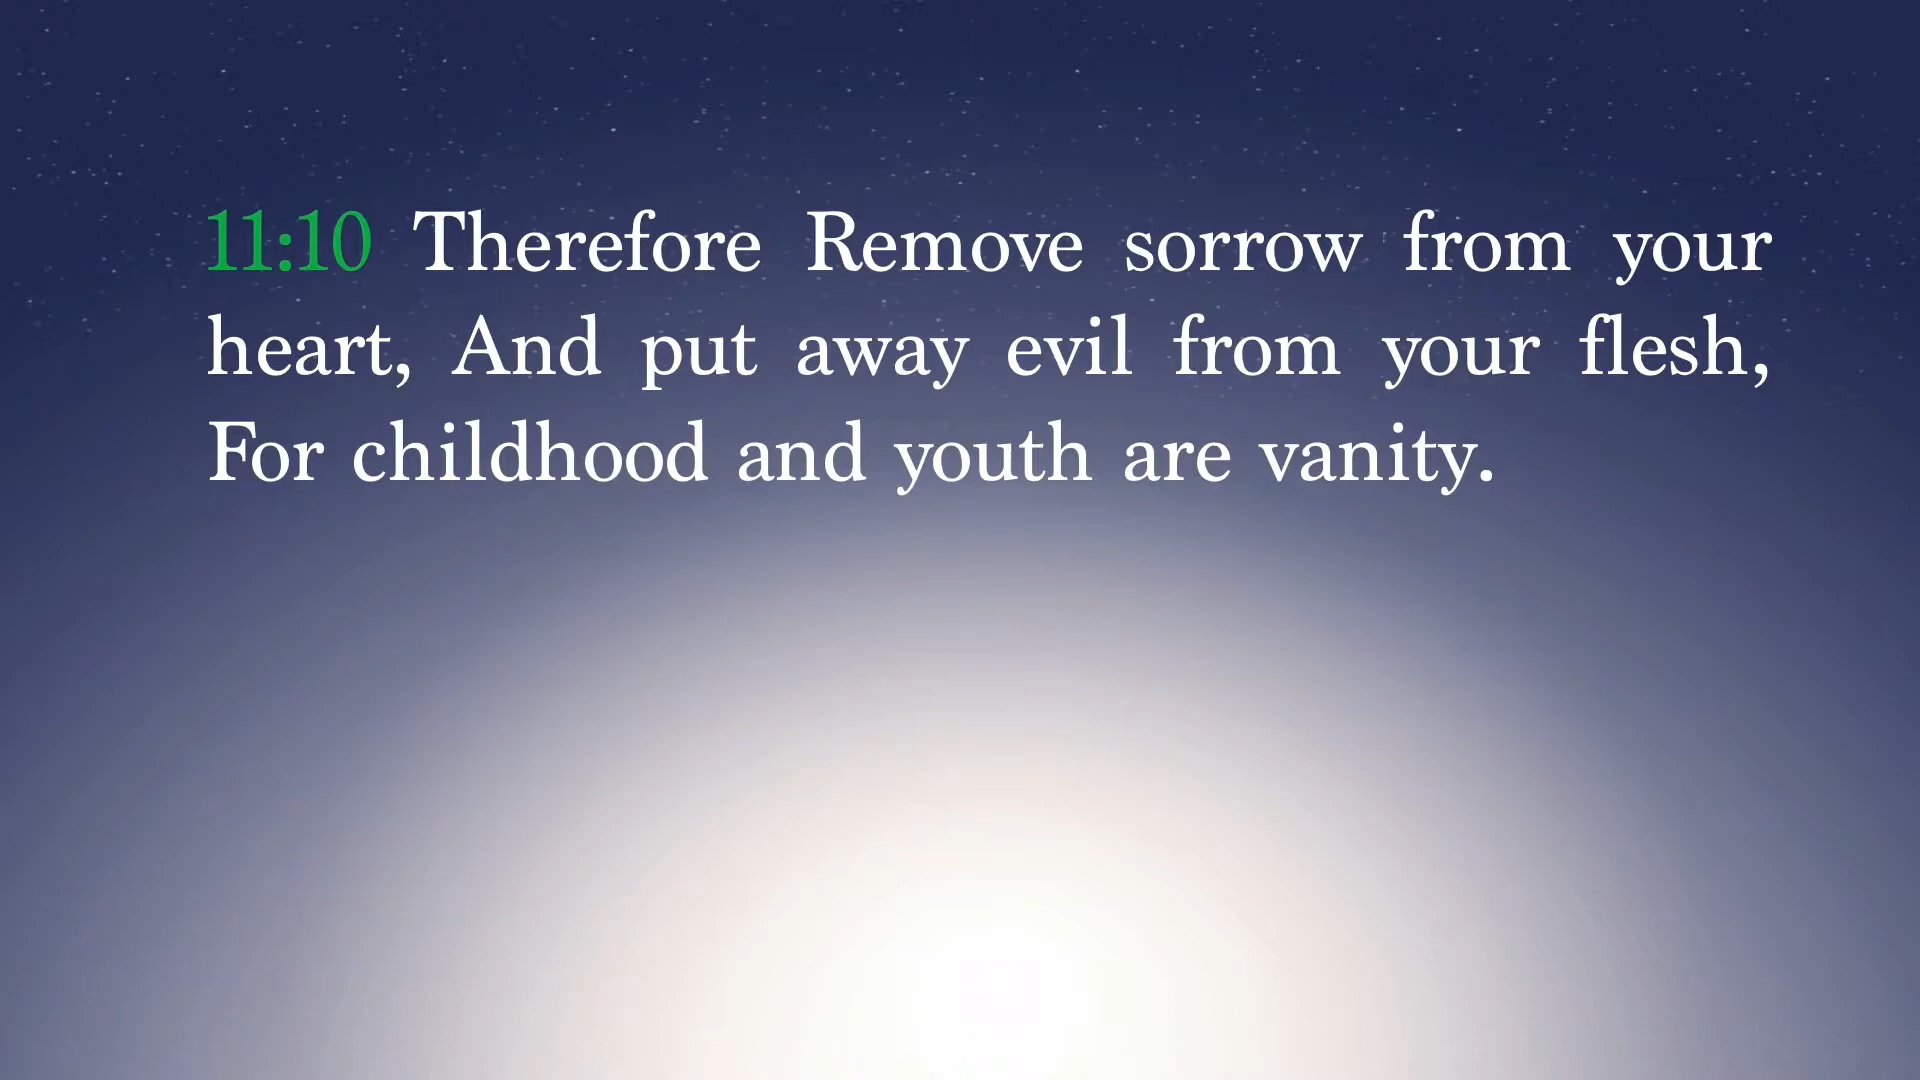 11:10 Therefore Remove sorrow from your
heart, And put away evil from your flesh,
For childhood and youth are vanity.